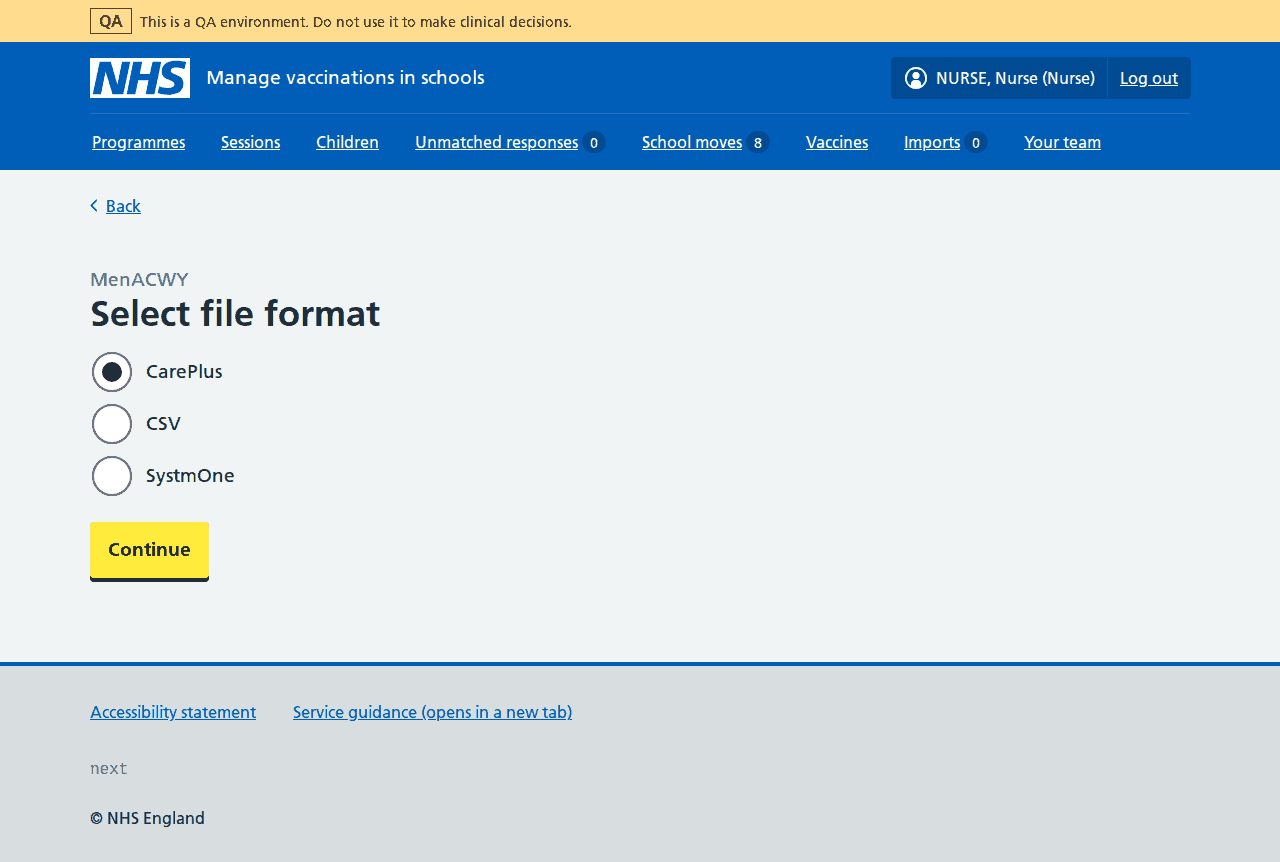 QA This is a QA environment. Do not use it to make clinical decisions.
NHS Manage vaccinations in schools NURSE, Nurse (Nurse) Log out
Programmes Sessions Children Unmatched responses 0 School moves 8 Vaccines Imports 0 Your team
Back
MenACWY
Select file format
CarePlus
CSV
SystmOne
Continue
Accessibility statement Service guidance (opens in a new tab)
next
© NHS England